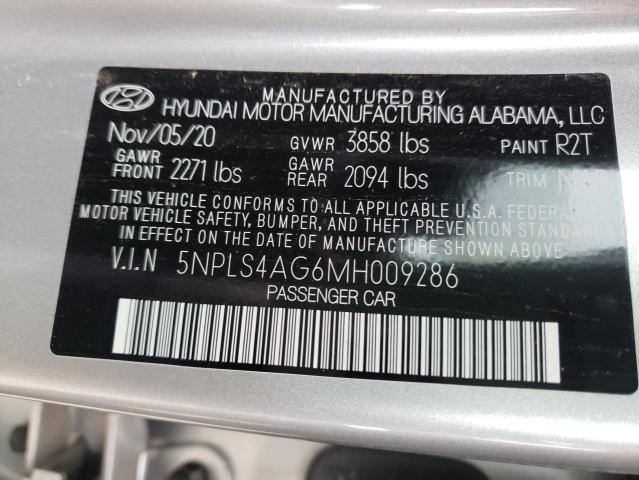 MANUFACTURED BY
HYUNDAI MOTOR MANUFACTURING ALABAMA, LLC
Nov/05/20 GVWR 3858 lbs PAINT R2T
GAWR FRONT 2271 lbs GAWR REAR 2094 lbs TRIM
THIS VEHICLE CONFORMS TO ALL APPLICABLE U.S.A. FEDERAL
MOTOR VEHICLE SAFETY, BUMPER, AND THEFT PREVENTION STANDARDS
IN EFFECT ON THE DATE OF MANUFACTURE SHOWN ABOVE.
V.I.N 5NPLS4AG6MH009286
PASSENGER CAR